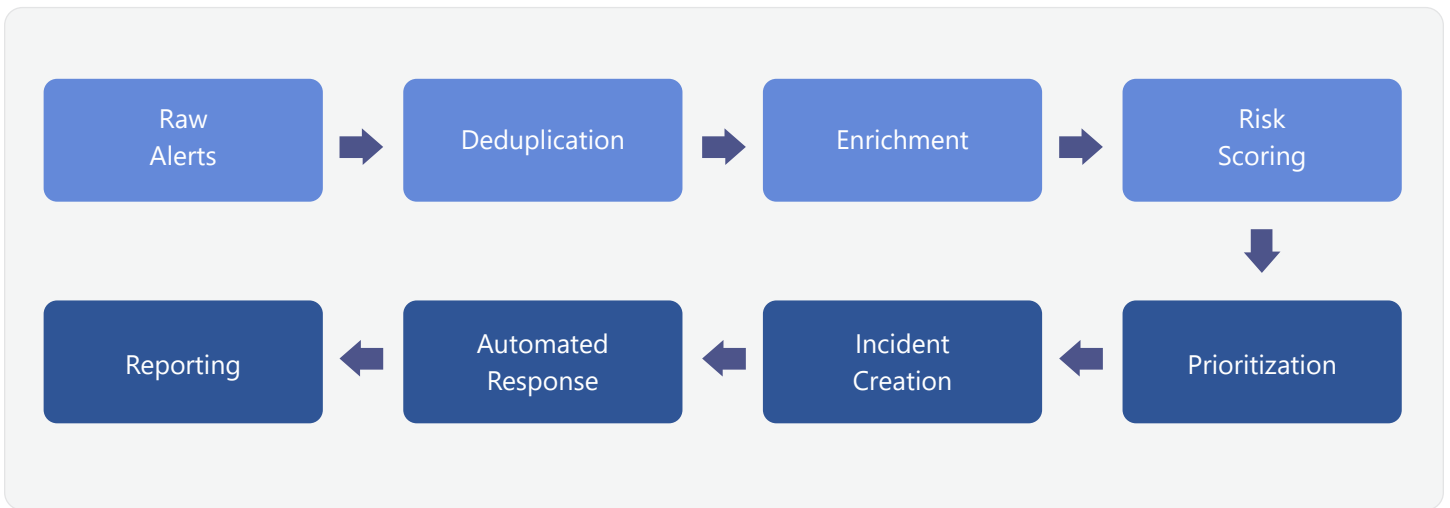 Raw
Alerts
Deduplication
Enrichment
Risk
Scoring
Prioritization
Incident
Creation
Automated
Response
Reporting